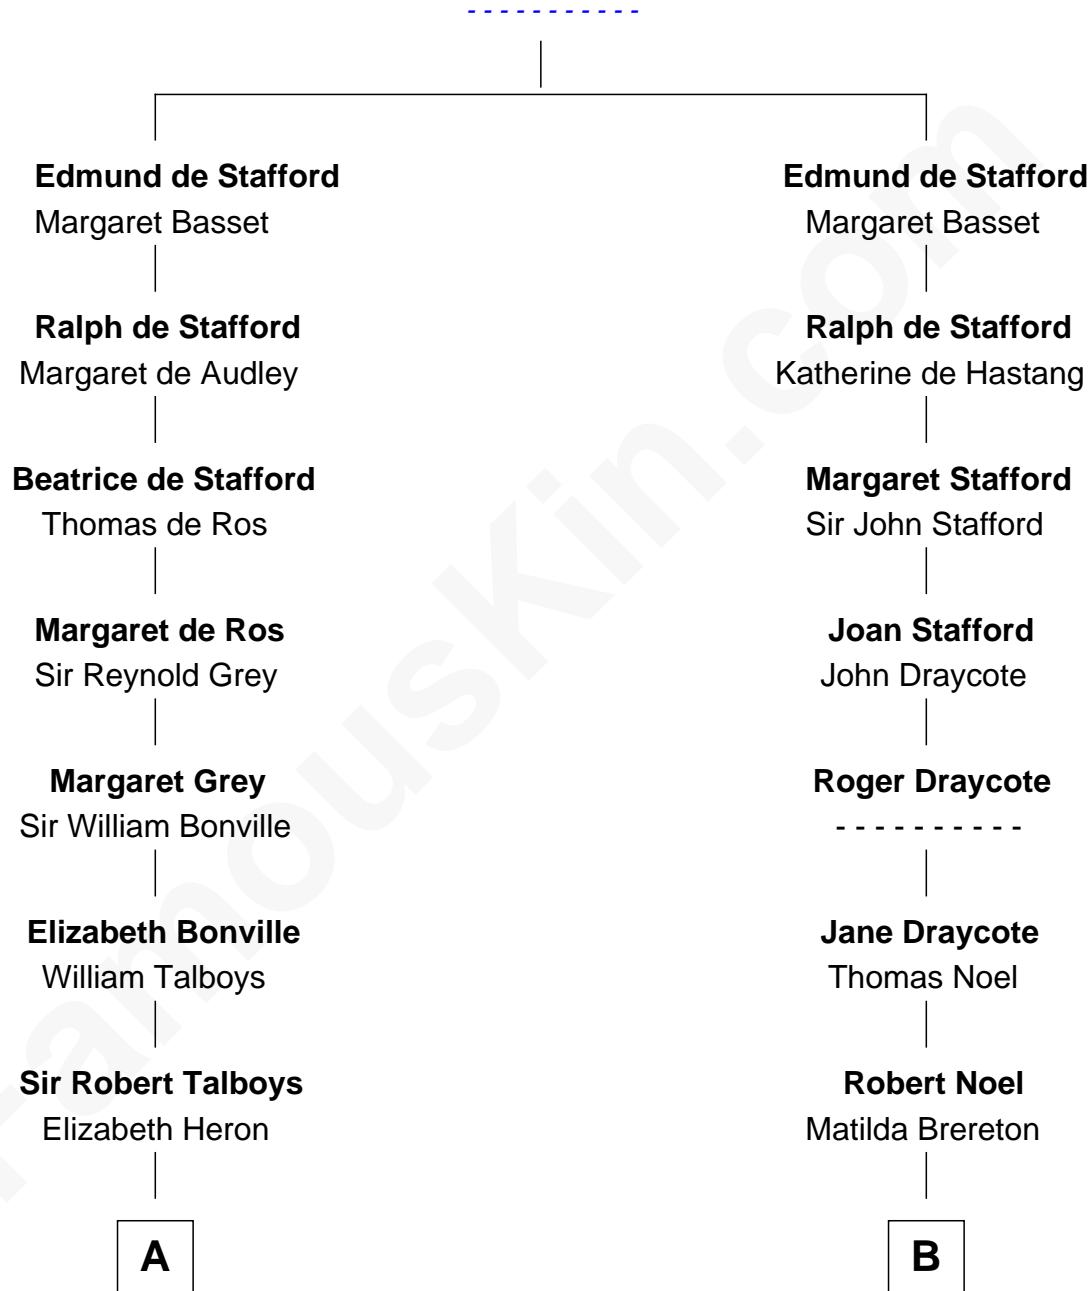 - - - - - - - - - - -
Edmund de Stafford Edmund de Stafford
Margaret Basset Margaret Basset
Ralph de Stafford Ralph de Stafford
Margaret de Audley Katherine de Hastang
Beatrice de Stafford Margaret Stafford
Thomas de Ros Sir John Stafford
Margaret de Ros Joan Stafford
Sir Reynold Grey John Draycote
Margaret Grey Roger Draycote
Sir William Bonville - - - - - - - - - -
Elizabeth Bonville Jane Draycote
William Talboys Thomas Noel
Sir Robert Talboys Robert Noel
Elizabeth Heron Matilda Brereton
A B
FamousKin.com